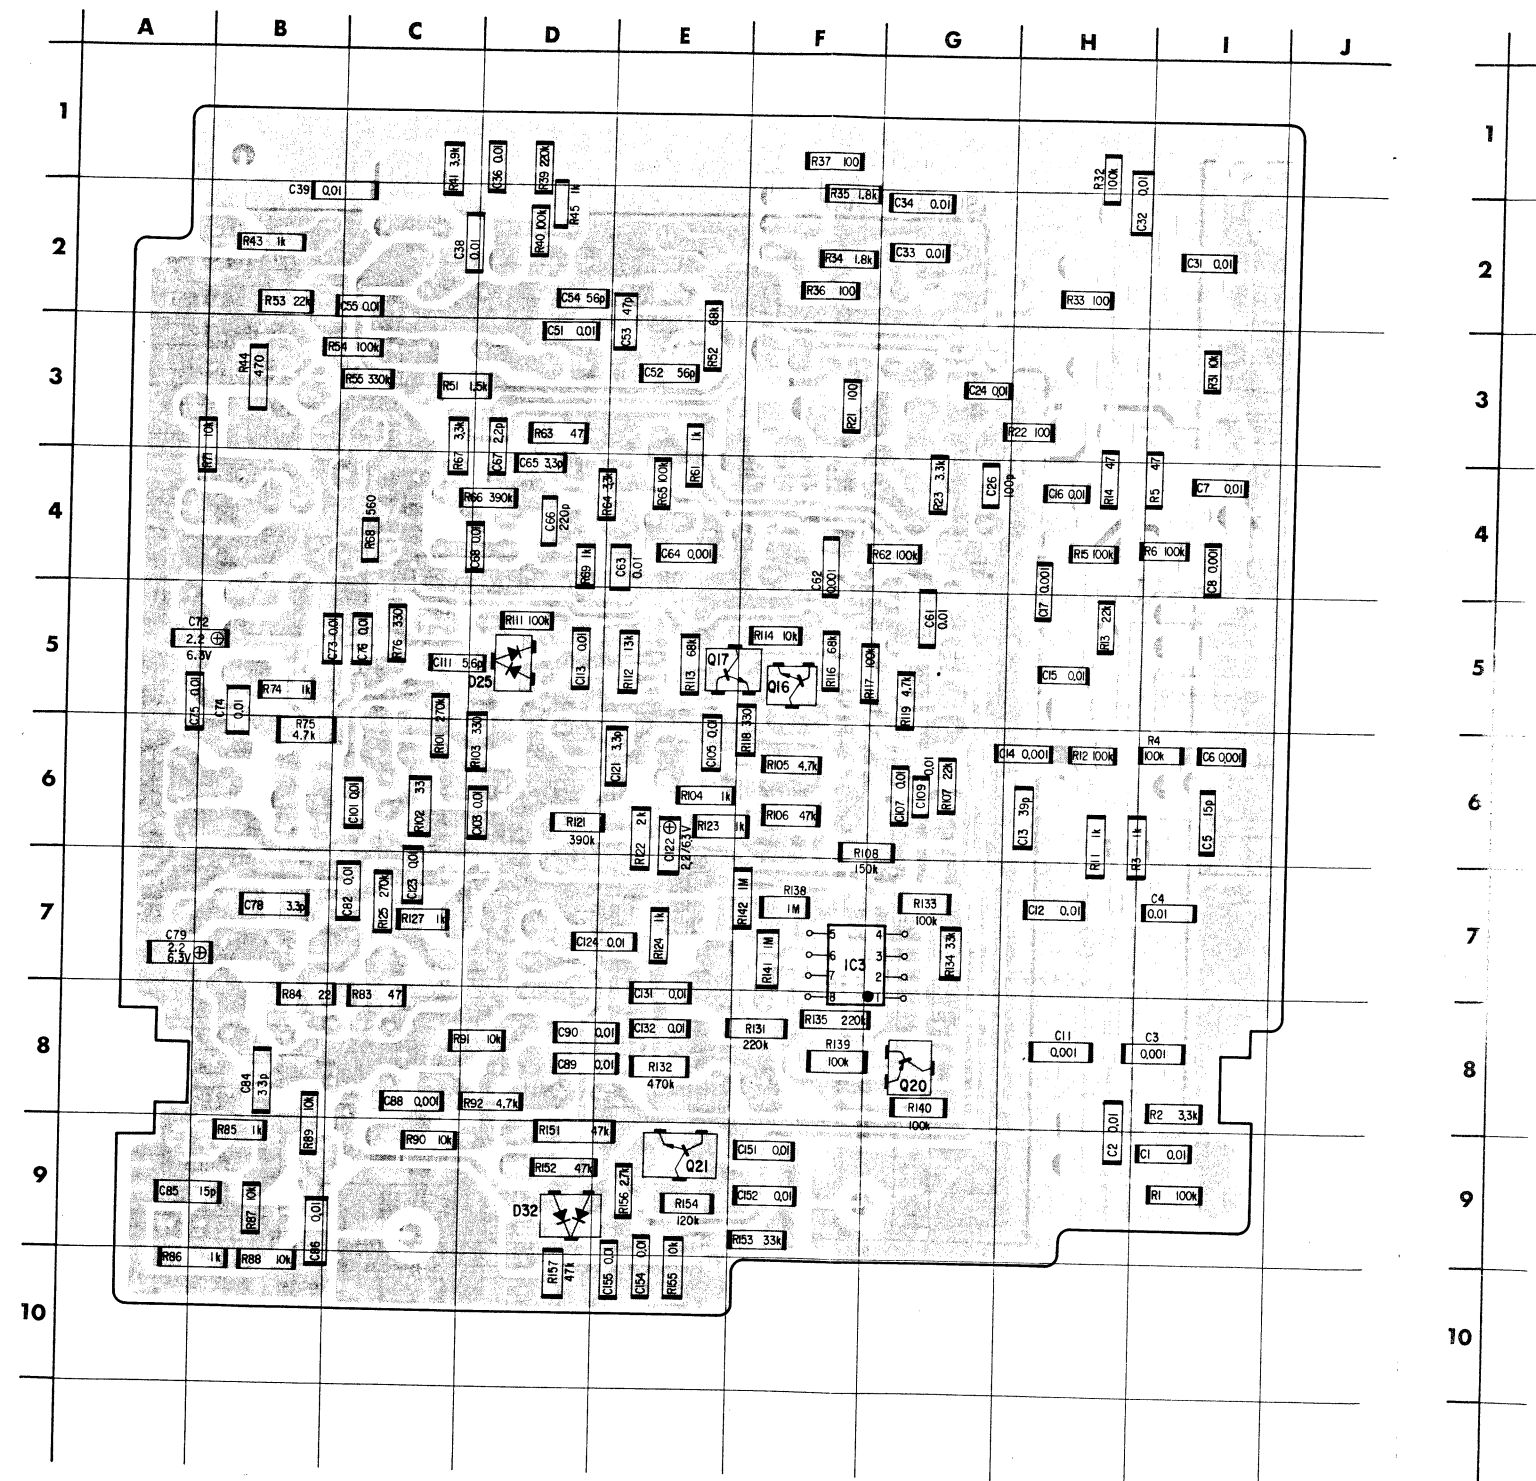 A B C D E F G H I J
1 1
R41 3.9k
C36 0.01
R39 220k
R37 100
R32 100k
C39 0.01
R45 1k
R35 1.8k
C34 0.01
C32 0.01
2 2
R43 1k
C38 0.01
R40 100k
R34 1.8k
C33 0.01
C31 0.01
R53 22k
C55 0.01
C54 56p
C53 47p
R36 100
R33 100
C51 0.01
R52 68k
3 3
R44 470
R54 100k
R55 330k
R51 1.5k
C52 56p
R21 100
C24 0.01
R31 10k
R71 10k
R67 3.3k
C67 2.2p
R63 47
R61 1k
R22 100
4 4
C65 3.3p
R66 390k
C66 220p
R64 3.3k
R65 100k
R23 3.3k
C26 100p
C16 0.01
R14 47
R5 47
C7 0.01
R68 560
C68 0.01
R69 1k
C63 0.01
C64 0.001
C62 0.001
R62 100k
R15 100k
R6 100k
C8 0.001
C17 0.001
5 5
C72
2.2
6.3V
C73 0.01
C76 0.01
R76 330
R111 100k
C111 5.6p
D25
C113 0.01
R112 13k
R113 68k
Q17
R114 10k
Q16
R116 68k
R117 100k
C61 0.01
R13 22k
C15 0.01
C75 0.01
C74 0.01
R74 1k
R75
4.7k
R101 270k
R103 330
R119 4.7k
6 6
C121 3.3p
C105 0.01
R118 330
R105 4.7k
C14 0.001
R12 100k
R4
100k
C6 0.001
C101 0.01
R102 33
C103 0.01
R121
390k
R104 1k
R122 2k
C122 2.2/6.3V
R123 1k
R106 47k
C107 0.01
C109 0.01
R107 22k
C13 39p
R11 1k
R3 1k
C5 15p
R108
150k
7 7
C78 3.3p
C82 0.01
R125 270k
C123 0.01
R127 1k
C79
2.2
6.3V
C124 0.01
R124 1k
R142 1M
R138
1M
R141 1M
R133
100k
R134 33k
C12 0.01
C4
0.01
5 4
6 IC3 3
7 2
8 1
8 8
R84 22
R83 47
C131 0.01
R91 10k
C90 0.01
C132 0.01
R131
220k
R135 220k
R139
100k
C89 0.01
R132
470k
Q20
R140
100k
C11
0.001
C3
0.001
C84 33p
C88 0.001
R92 4.7k
R2 3.3k
9 9
R85 1k
R89 10k
R90 10k
R151 47k
R152 47k
Q21
C151 0.01
C2 0.01
C1 0.01
C85 15p
R87 10k
C86 0.01
D32
R156 2.7k
R154
120k
C152 0.01
R1 100k
R153 33k
R86 1k
R88 10k
R157 47k
C155 0.01
C154 0.01
R155 10k
10 10